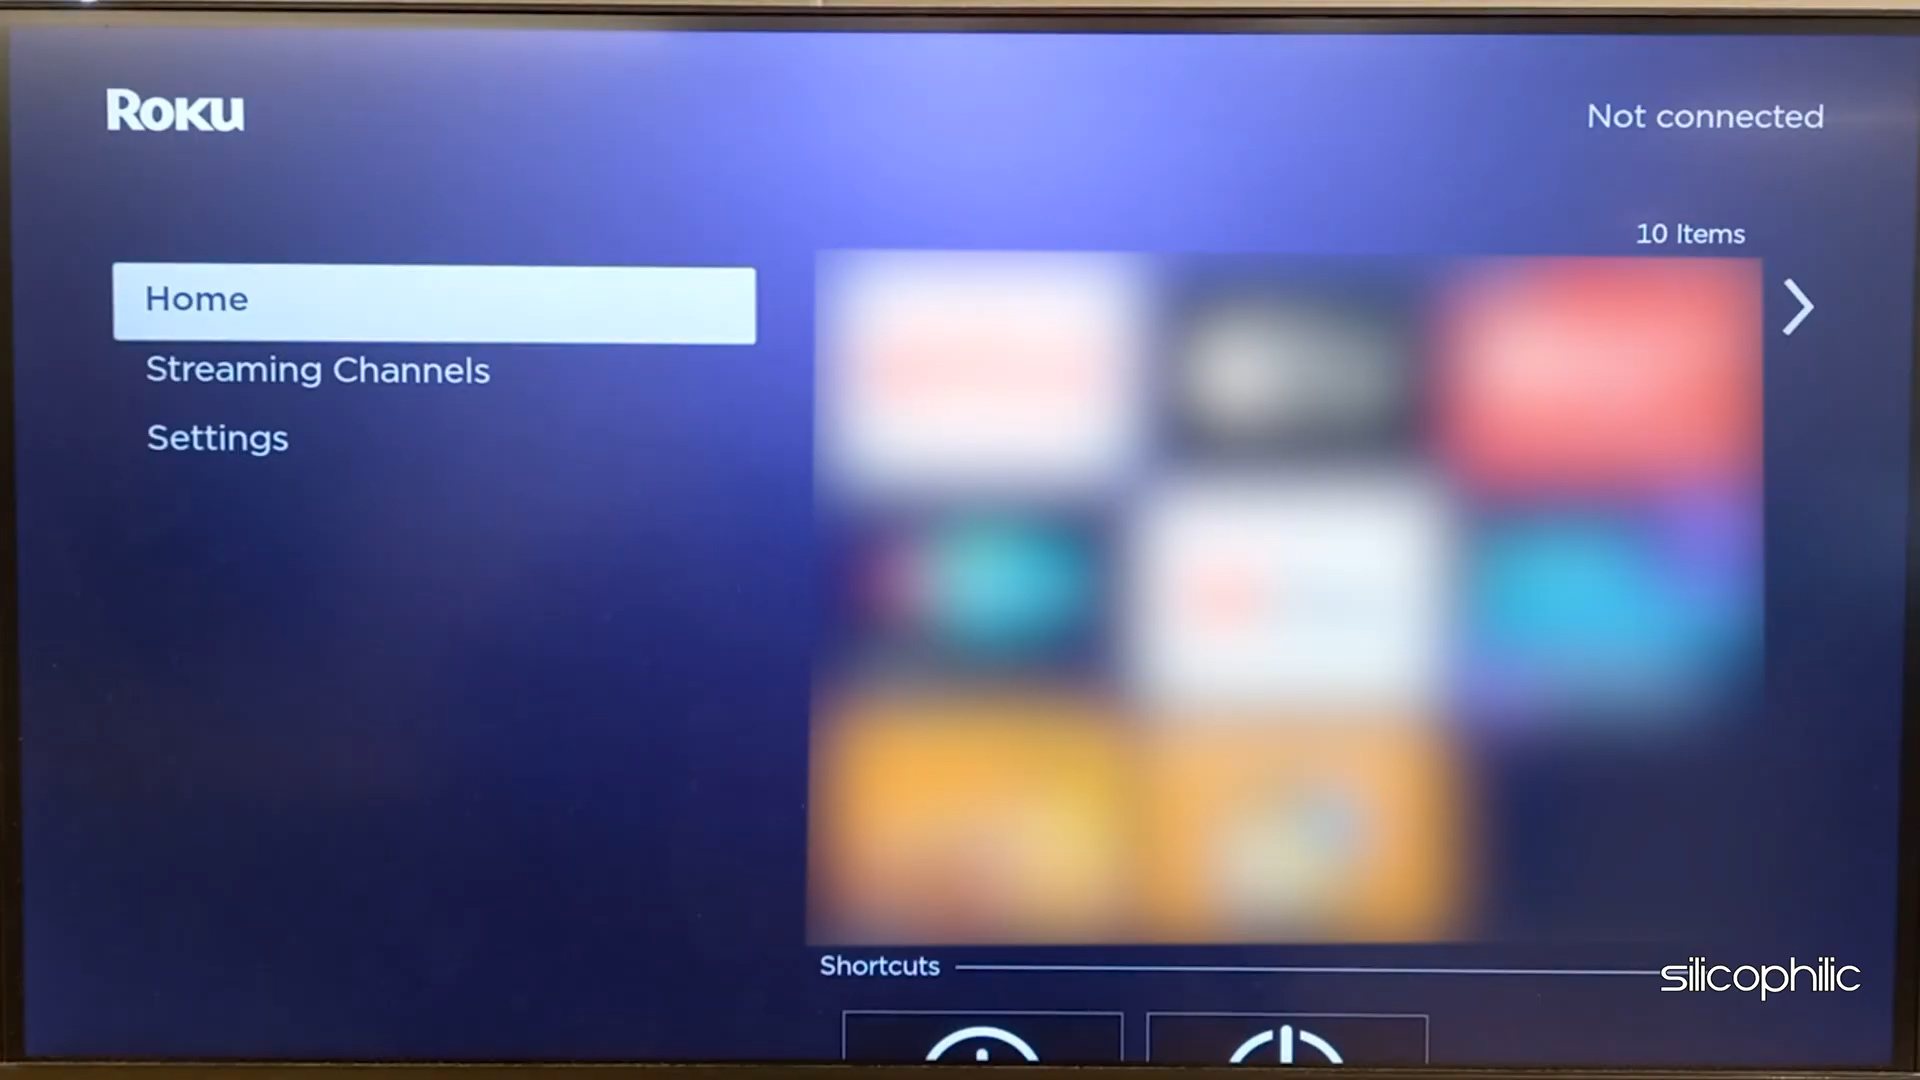 Roku
Not connected
10 Items
Home
Streaming Channels
Settings
Shortcuts
silicophilic